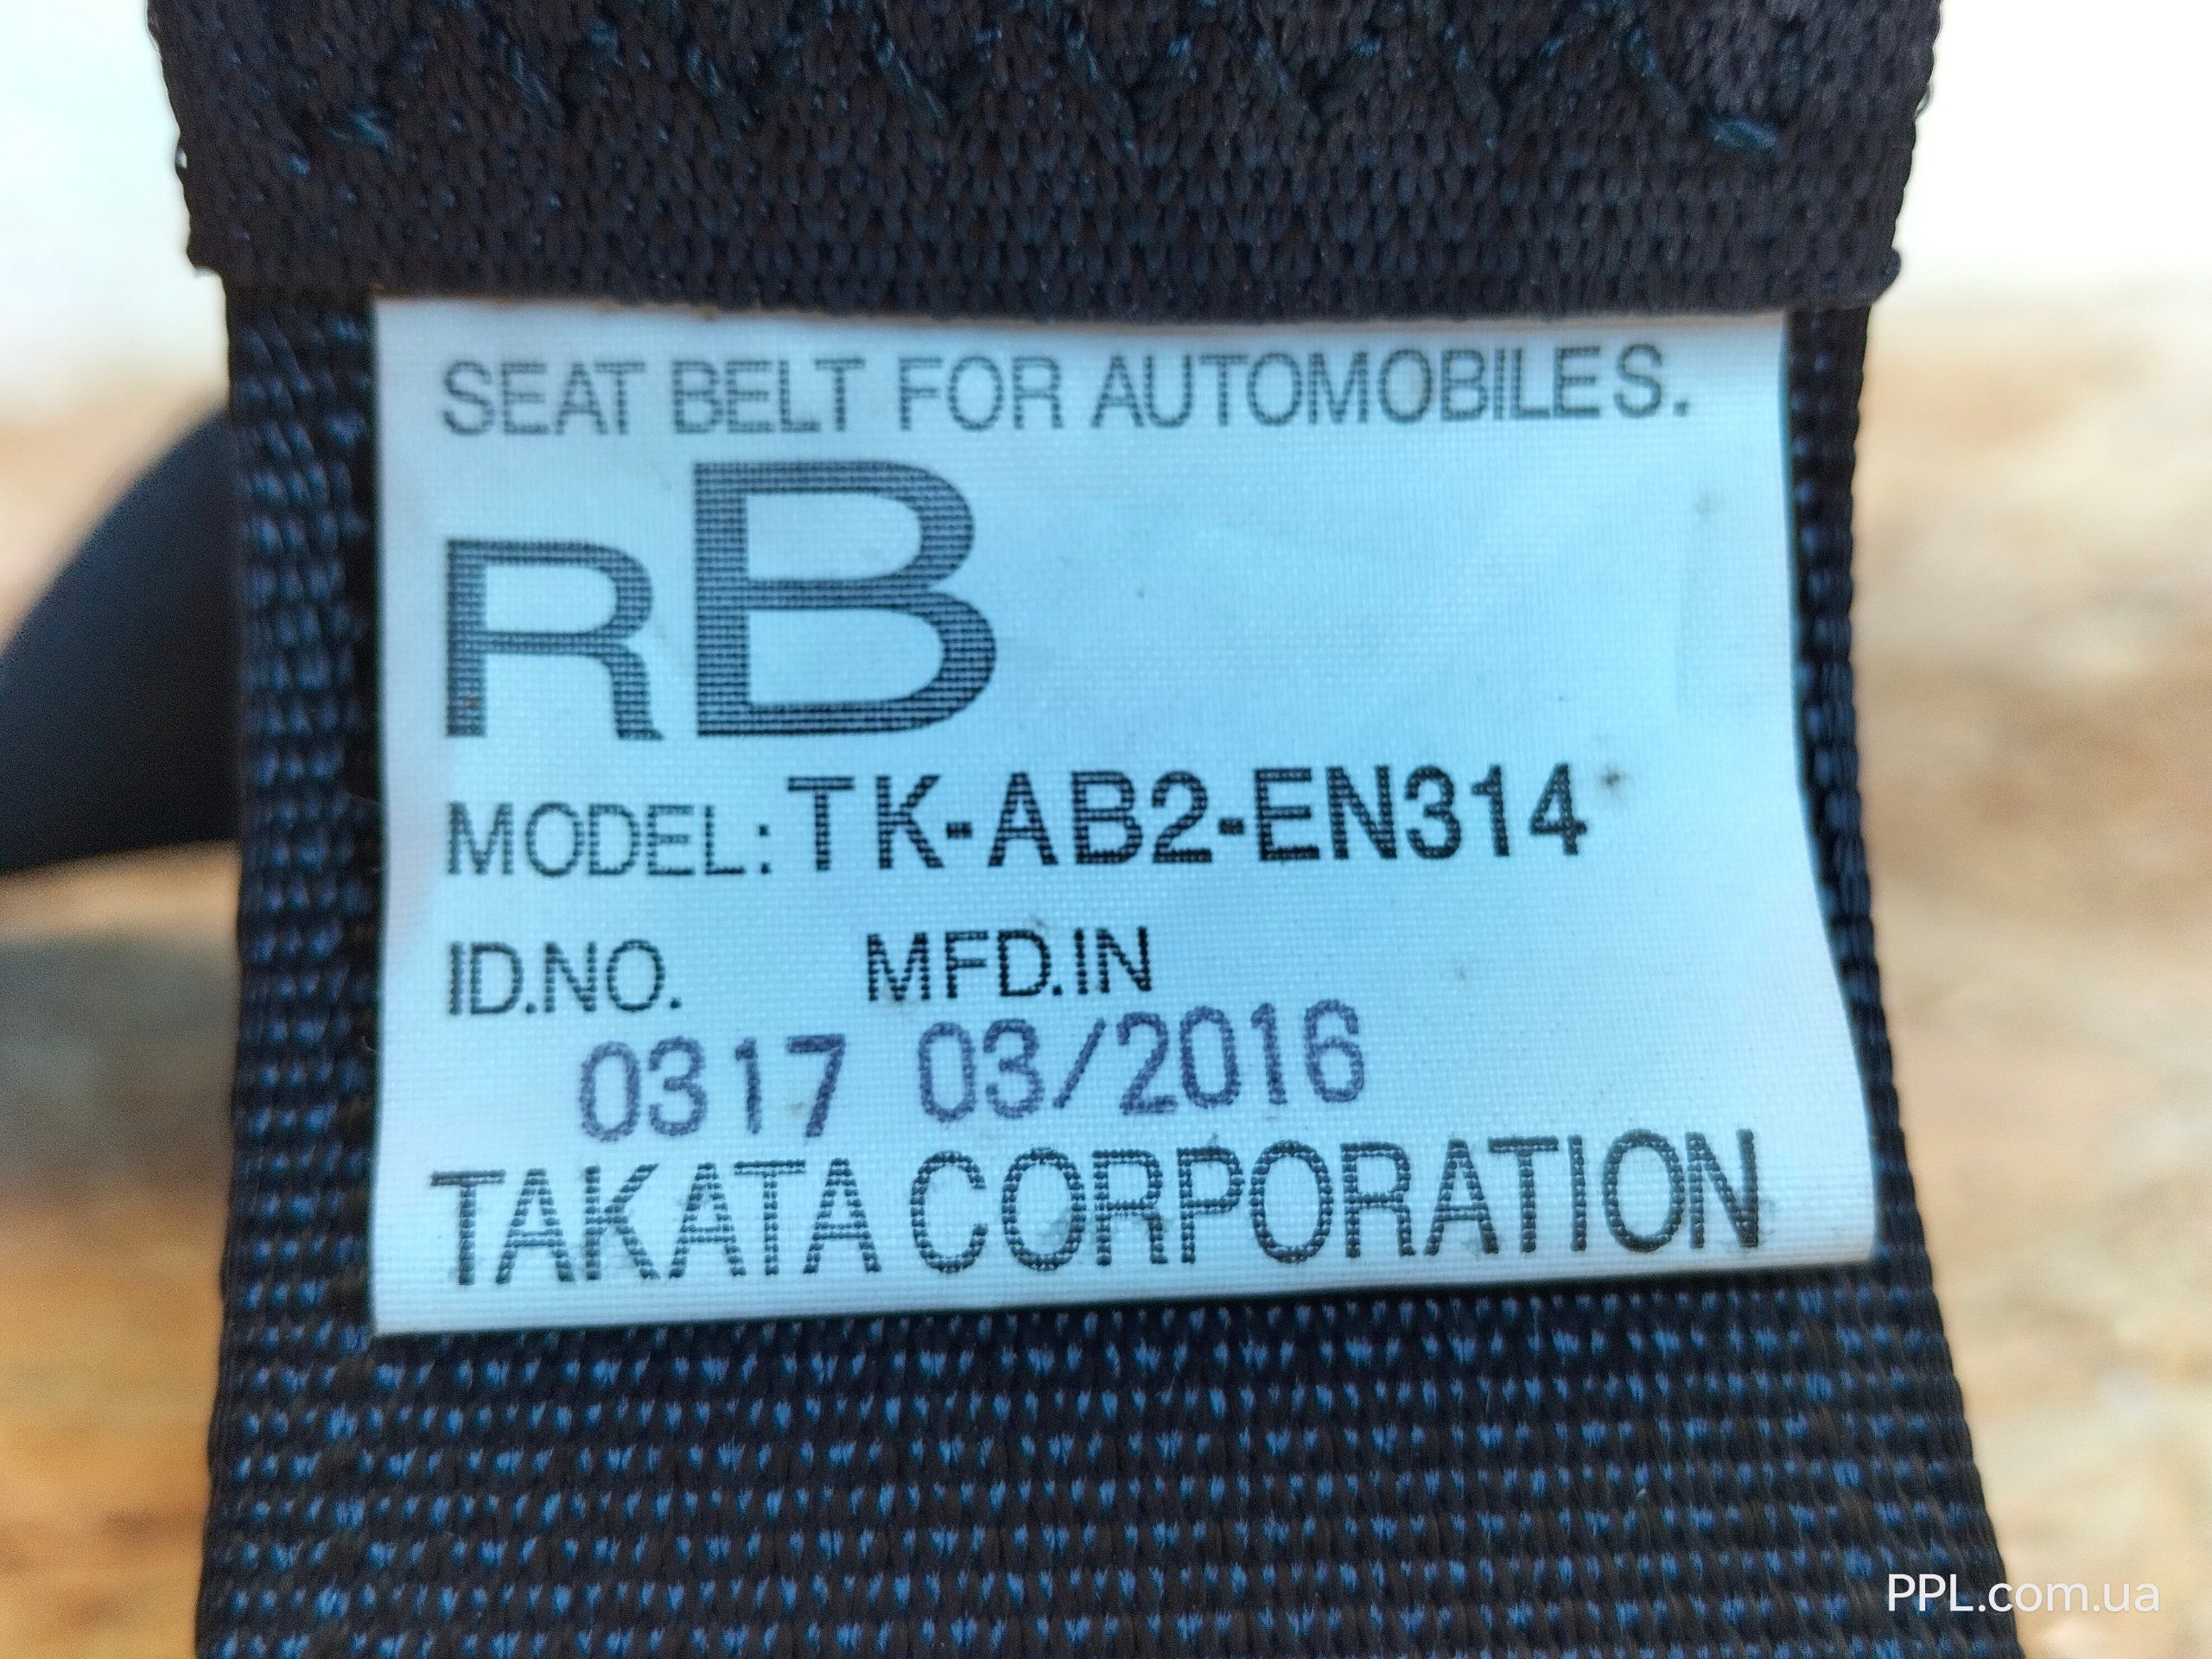 SEAT BELT FOR AUTOMOBILES.
RB
MODEL: TK-AB2-EN314
ID.NO. MFD.IN
0317 03/2016
TAKATA CORPORATION
PPL.com.ua